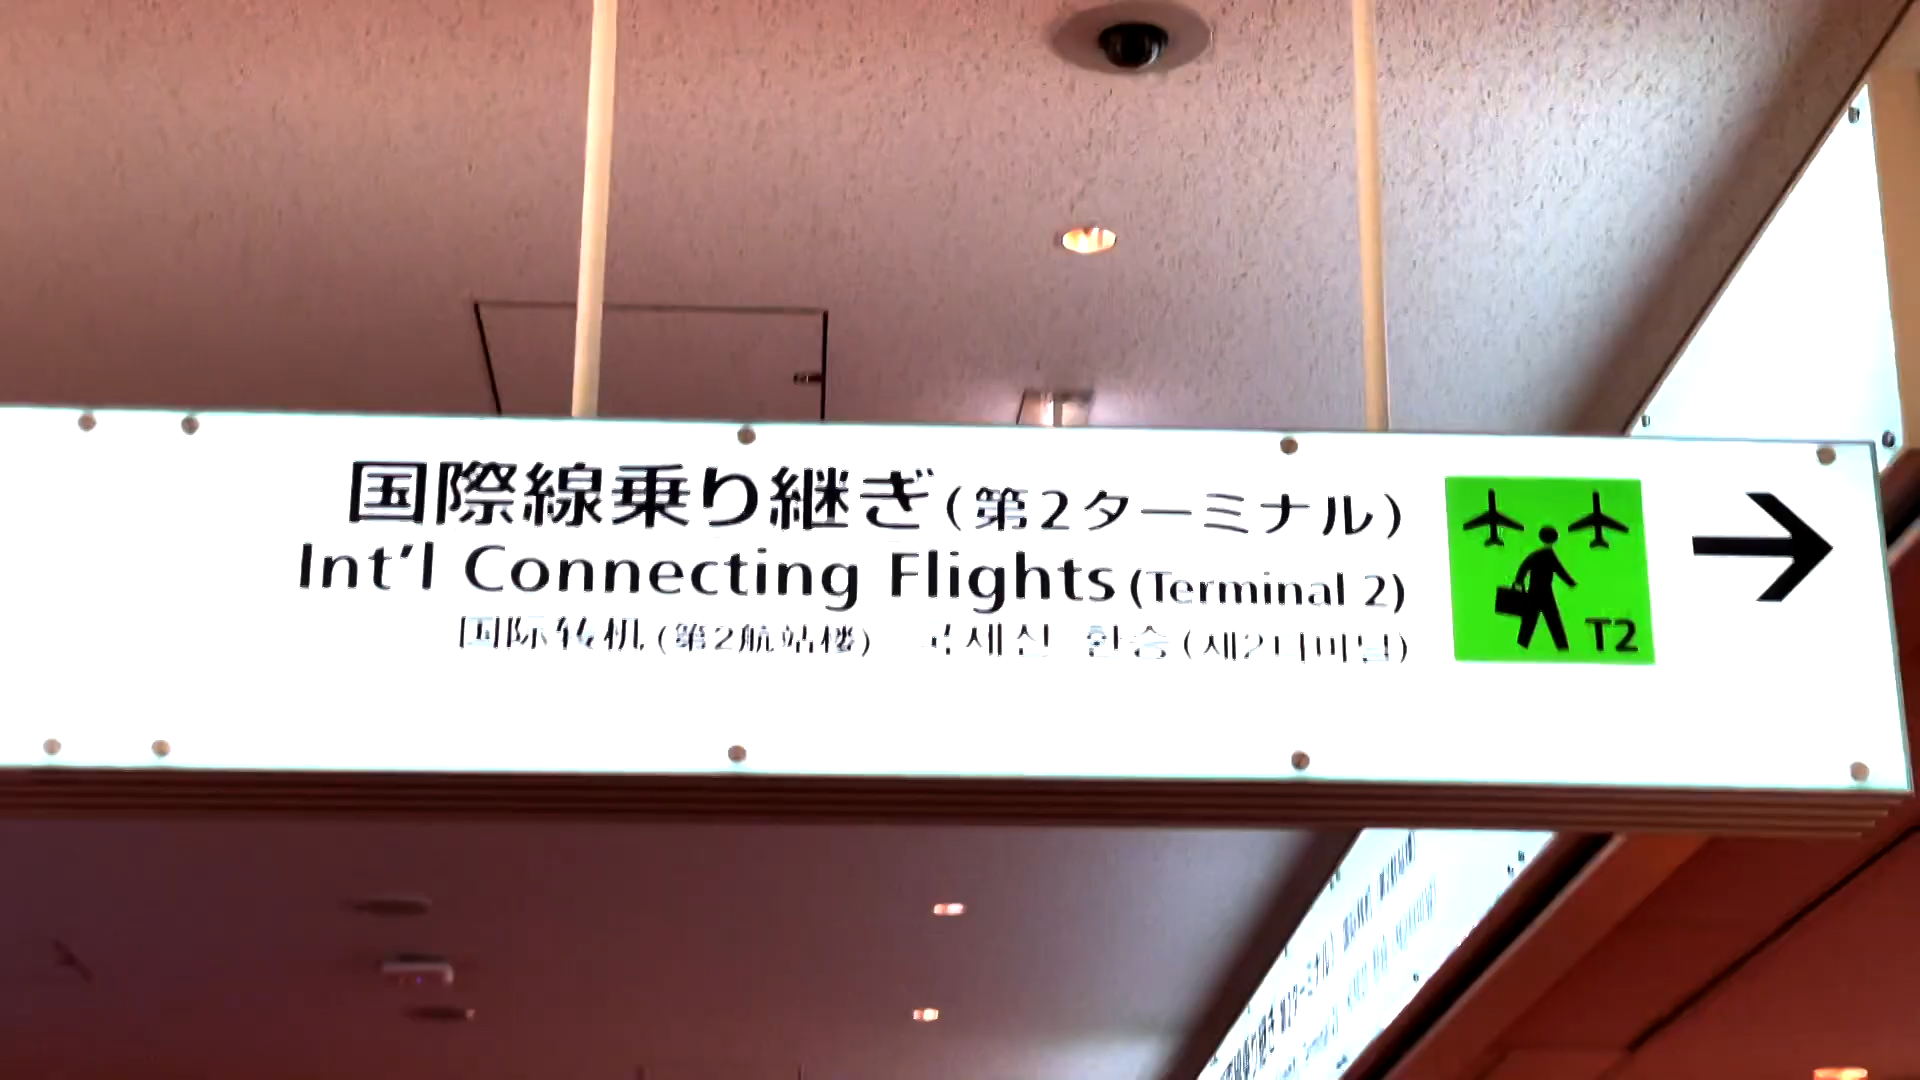 国際線乗り継ぎ(第2ターミナル)
Int'l Connecting Flights (Terminal 2)
国际转机(第2航站楼) 국제선 환승(제2터미널)
T2